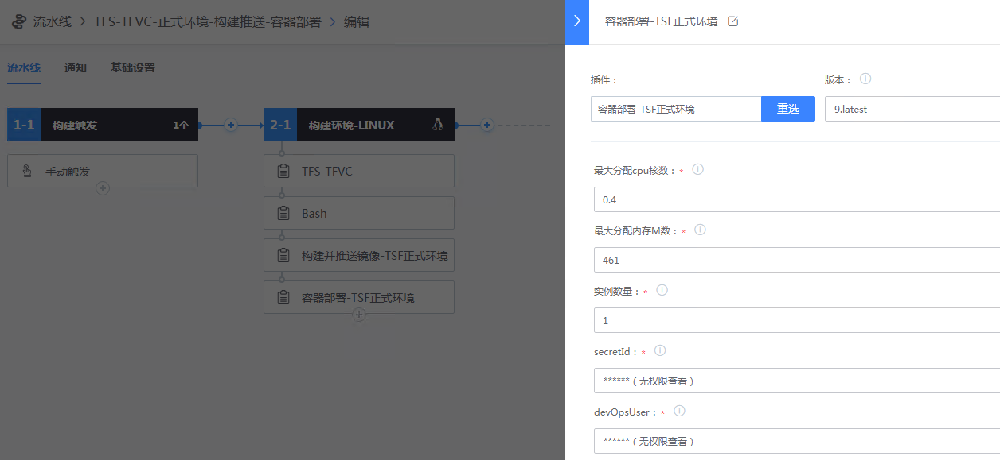 流水线 > TFS-TFVC-正式环境-构建推送-容器部署 > 编辑
流水线 通知 基础设置
1-1 构建触发 1个
手动触发
2-1 构建环境-LINUX
TFS-TFVC
Bash
构建并推送镜像-TSF正式环境
容器部署-TSF正式环境
容器部署-TSF正式环境
插件：
容器部署-TSF正式环境 重选
版本：
9.latest
最大分配cpu核数： *
0.4
最大分配内存M数： *
461
实例数量： *
1
secretId： *
****** ( 无权限查看 )
devOpsUser： *
****** ( 无权限查看 )